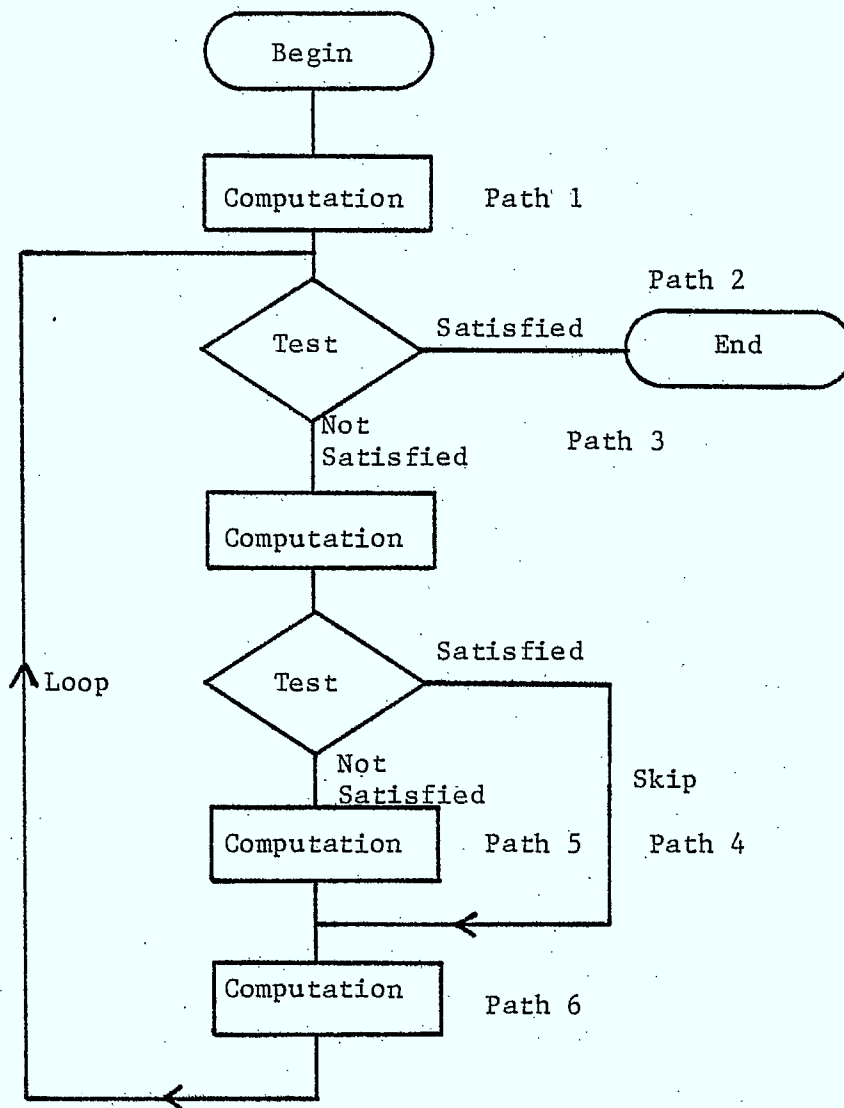 Begin
Computation
Path 1
Path 2
Test
Satisfied
End
Not
Satisfied
Path 3
Computation
Satisfied
Test
Loop
Not
Satisfied
Skip
Computation
Path 5
Path 4
Computation
Path 6